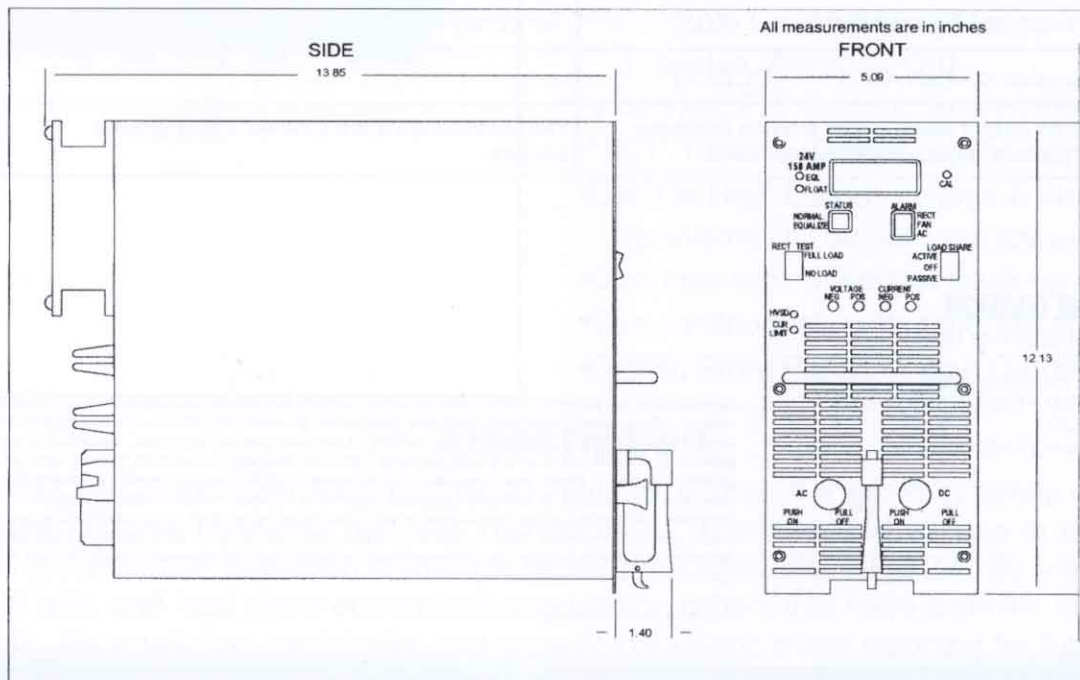 All measurements are in inches
SIDE
13.85
FRONT
5.09
24V
150 AMP
EQL
FLOAT
CAL
STATUS
NORMAL
EQUALIZE
ALARM
RECT
FAN
AC
RECT TEST
FULL LOAD
NO LOAD
LOAD SHARE
ACTIVE
OFF
PASSIVE
VOLTAGE
NEG POS
CURRENT
NEG POS
HVSD
CUR
LIMIT
12.13
AC
DC
PUSH
ON
PULL
OFF
PUSH
ON
PULL
OFF
1.40